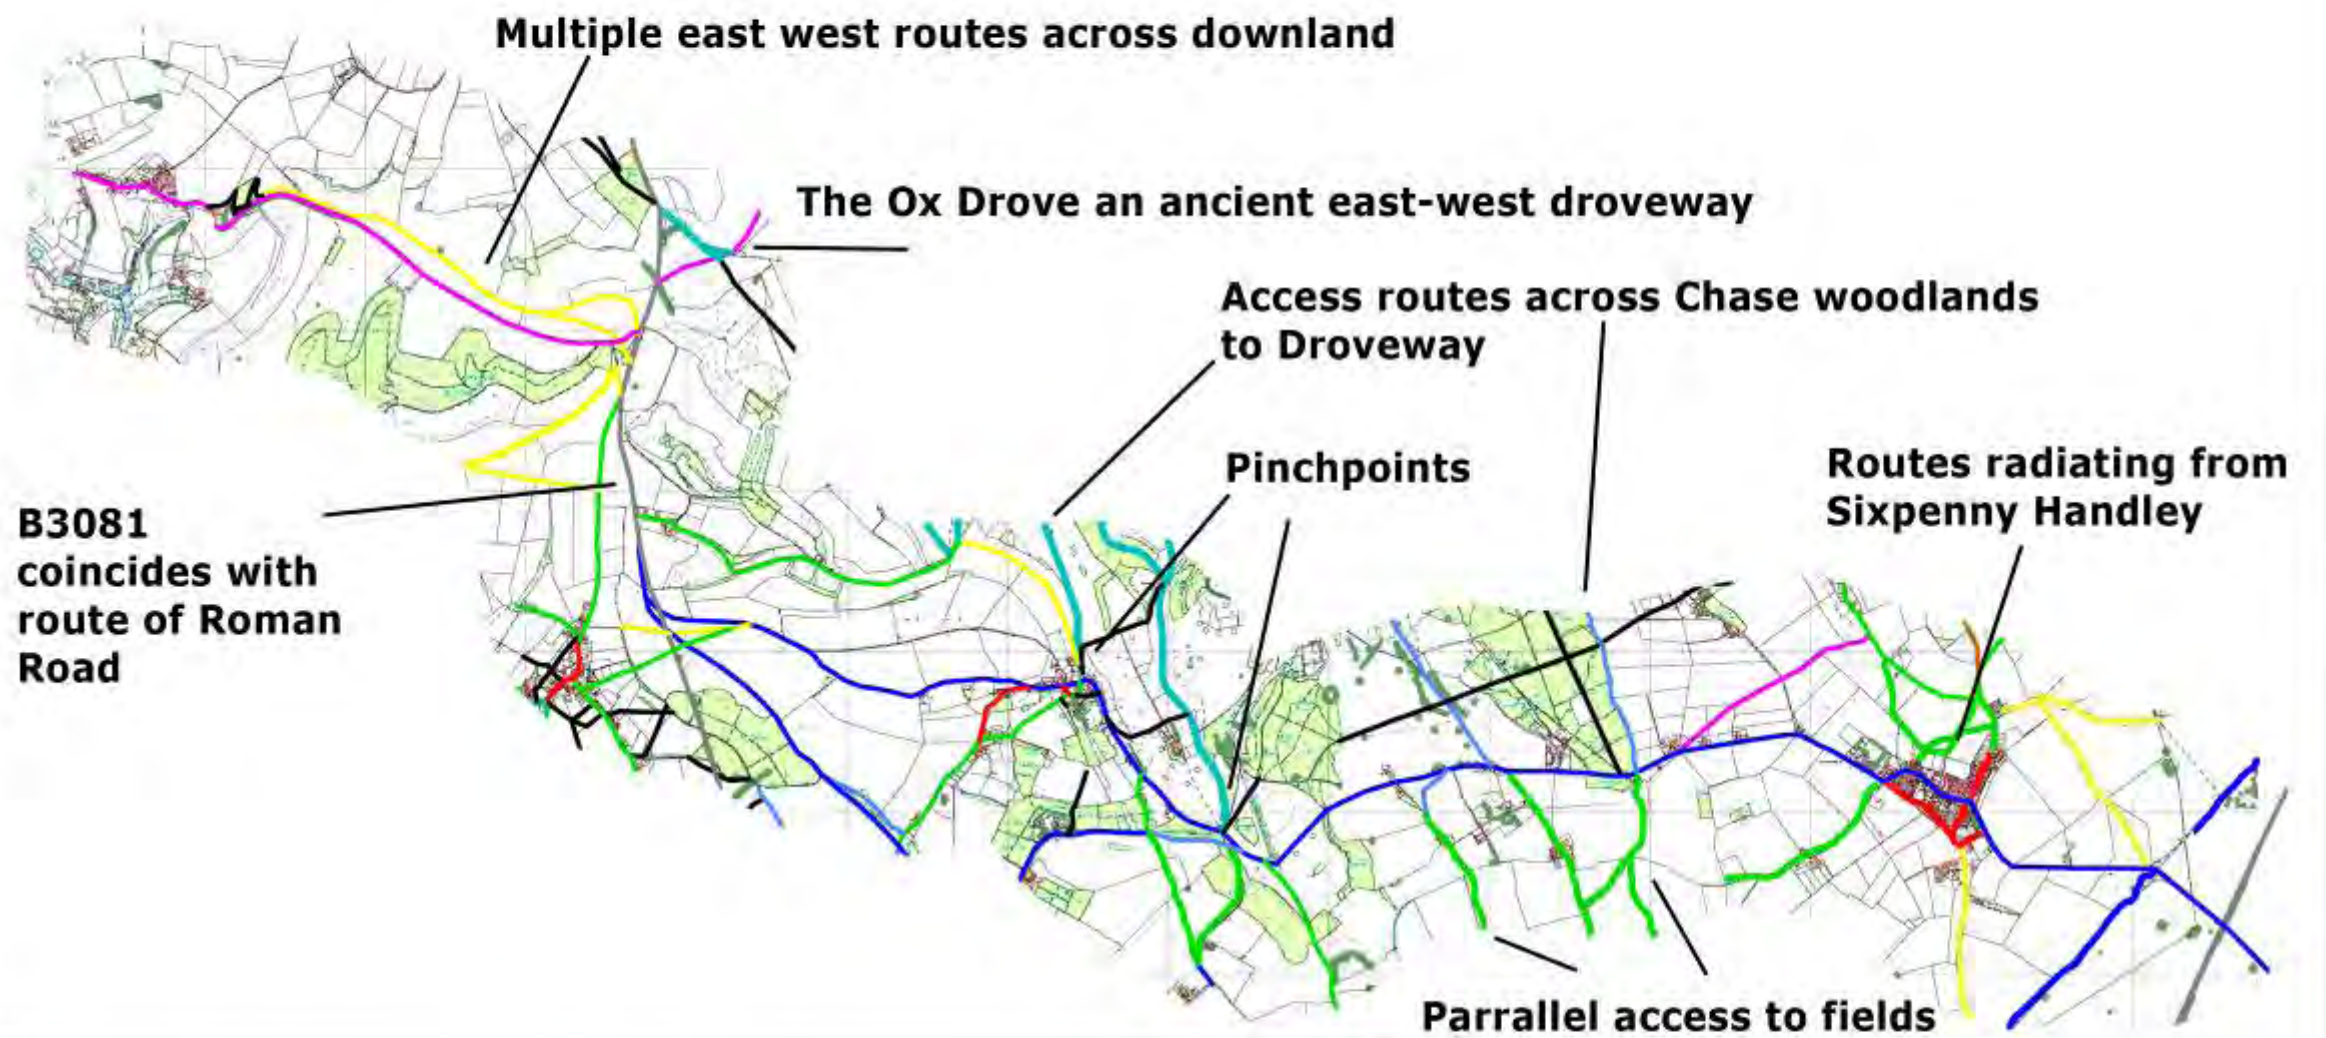 Multiple east west routes across downland
The Ox Drove an ancient east-west droveway
Access routes across Chase woodlands
to Droveway
Pinchpoints
Routes radiating from
Sixpenny Handley
B3081
coincides with
route of Roman
Road
Parrallel access to fields